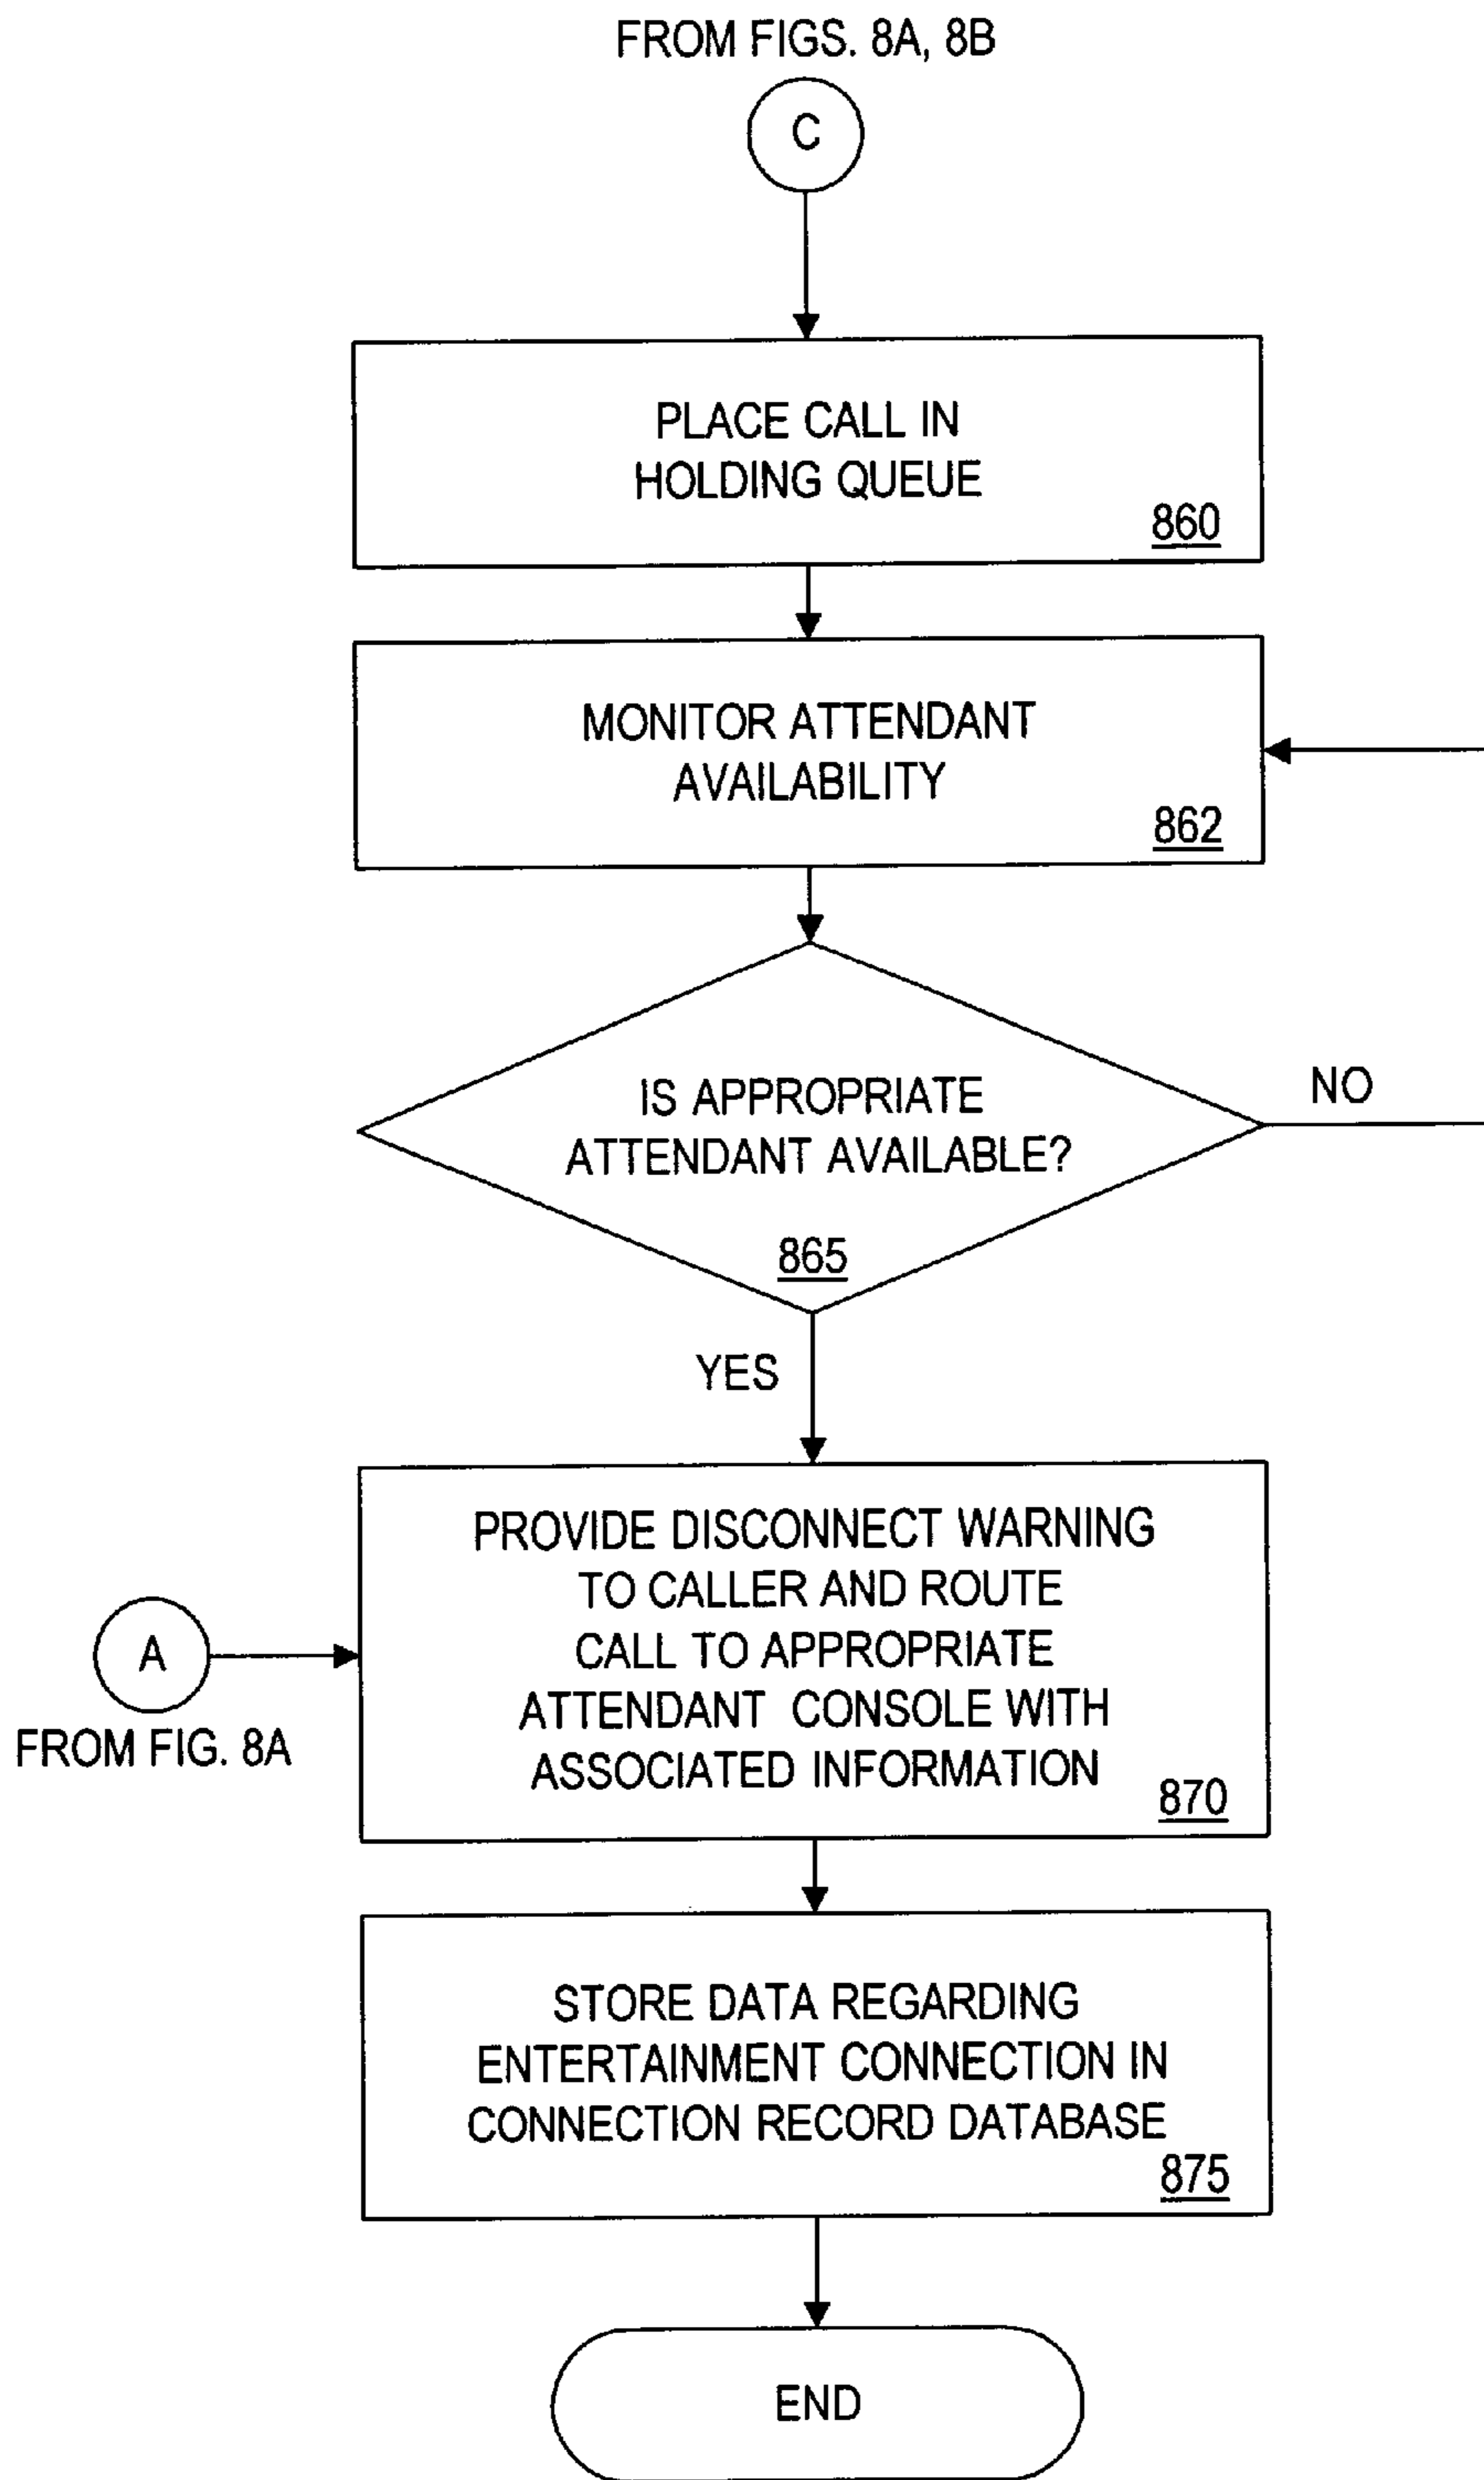 FROM FIGS. 8A, 8B
C
PLACE CALL IN
HOLDING QUEUE
860
MONITOR ATTENDANT
AVAILABILITY
862
IS APPROPRIATE
ATTENDANT AVAILABLE?
865
NO
YES
PROVIDE DISCONNECT WARNING
TO CALLER AND ROUTE
CALL TO APPROPRIATE
ATTENDANT CONSOLE WITH
ASSOCIATED INFORMATION
870
A
FROM FIG. 8A
STORE DATA REGARDING
ENTERTAINMENT CONNECTION IN
CONNECTION RECORD DATABASE
875
END